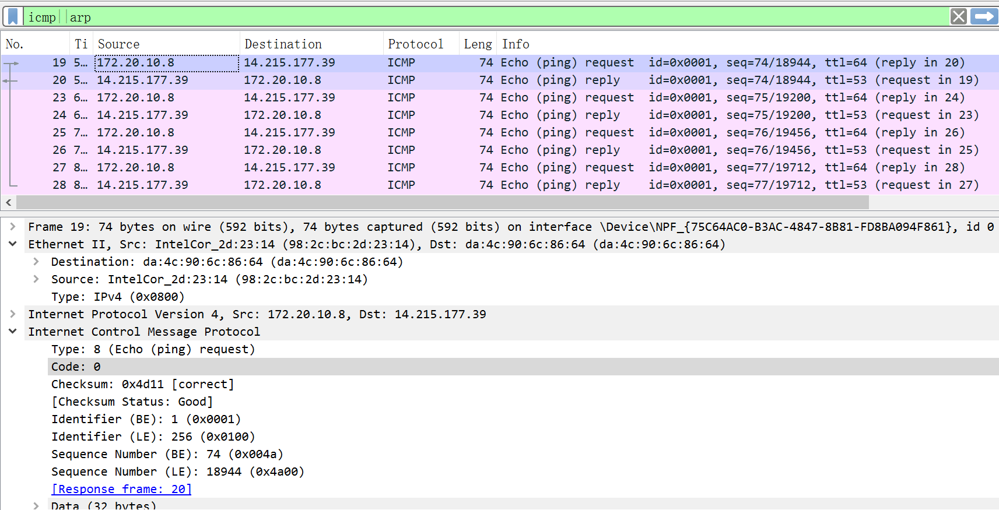 icmp||arp
No. Ti Source Destination Protocol Leng Info
19 5… 172.20.10.8 14.215.177.39 ICMP 74 Echo (ping) request id=0x0001, seq=74/18944, ttl=64 (reply in 20)
20 5… 14.215.177.39 172.20.10.8 ICMP 74 Echo (ping) reply id=0x0001, seq=74/18944, ttl=53 (request in 19)
23 6… 172.20.10.8 14.215.177.39 ICMP 74 Echo (ping) request id=0x0001, seq=75/19200, ttl=64 (reply in 24)
24 6… 14.215.177.39 172.20.10.8 ICMP 74 Echo (ping) reply id=0x0001, seq=75/19200, ttl=53 (request in 23)
25 7… 172.20.10.8 14.215.177.39 ICMP 74 Echo (ping) request id=0x0001, seq=76/19456, ttl=64 (reply in 26)
26 7… 14.215.177.39 172.20.10.8 ICMP 74 Echo (ping) reply id=0x0001, seq=76/19456, ttl=53 (request in 25)
27 8… 172.20.10.8 14.215.177.39 ICMP 74 Echo (ping) request id=0x0001, seq=77/19712, ttl=64 (reply in 28)
28 8… 14.215.177.39 172.20.10.8 ICMP 74 Echo (ping) reply id=0x0001, seq=77/19712, ttl=53 (request in 27)
Frame 19: 74 bytes on wire (592 bits), 74 bytes captured (592 bits) on interface \Device\NPF_{75C64AC0-B3AC-4847-8B81-FD8BA094F861}, id 0
Ethernet II, Src: IntelCor_2d:23:14 (98:2c:bc:2d:23:14), Dst: da:4c:90:6c:86:64 (da:4c:90:6c:86:64)
Destination: da:4c:90:6c:86:64 (da:4c:90:6c:86:64)
Source: IntelCor_2d:23:14 (98:2c:bc:2d:23:14)
Type: IPv4 (0x0800)
Internet Protocol Version 4, Src: 172.20.10.8, Dst: 14.215.177.39
Internet Control Message Protocol
Type: 8 (Echo (ping) request)
Code: 0
Checksum: 0x4d11 [correct]
[Checksum Status: Good]
Identifier (BE): 1 (0x0001)
Identifier (LE): 256 (0x0100)
Sequence Number (BE): 74 (0x004a)
Sequence Number (LE): 18944 (0x4a00)
[Response frame: 20]
Data (32 bytes)